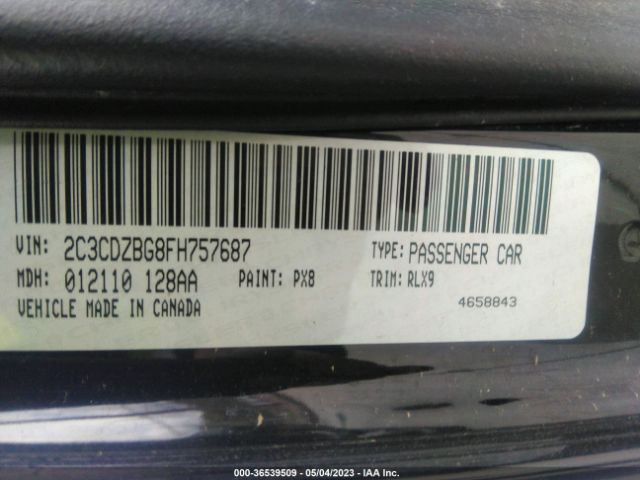 VIN: 2C3CDZBG8FH757687 TYPE: PASSENGER CAR
MDH: 012110 128AA PAINT: PX8 TRIM: RLX9
VEHICLE MADE IN CANADA 4658843
000-36539509 - 05/04/2023 - IAA Inc.